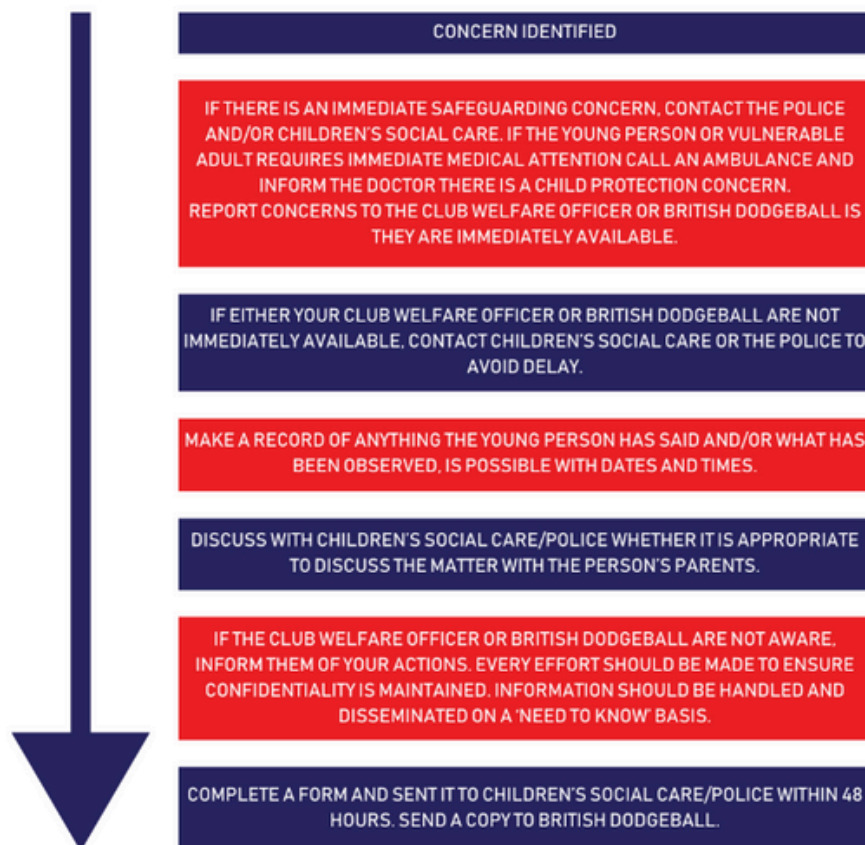 CONCERN IDENTIFIED
IF THERE IS AN IMMEDIATE SAFEGUARDING CONCERN, CONTACT THE POLICE
AND/OR CHILDREN'S SOCIAL CARE. IF THE YOUNG PERSON OR VULNERABLE
ADULT REQUIRES IMMEDIATE MEDICAL ATTENTION CALL AN AMBULANCE AND
INFORM THE DOCTOR THERE IS A CHILD PROTECTION CONCERN.
REPORT CONCERNS TO THE CLUB WELFARE OFFICER OR BRITISH DODGEBALL IS
THEY ARE IMMEDIATELY AVAILABLE.
IF EITHER YOUR CLUB WELFARE OFFICER OR BRITISH DODGEBALL ARE NOT
IMMEDIATELY AVAILABLE, CONTACT CHILDREN'S SOCIAL CARE OR THE POLICE TO
AVOID DELAY.
MAKE A RECORD OF ANYTHING THE YOUNG PERSON HAS SAID AND/OR WHAT HAS
BEEN OBSERVED, IS POSSIBLE WITH DATES AND TIMES.
DISCUSS WITH CHILDREN'S SOCIAL CARE/POLICE WHETHER IT IS APPROPRIATE
TO DISCUSS THE MATTER WITH THE PERSON'S PARENTS.
IF THE CLUB WELFARE OFFICER OR BRITISH DODGEBALL ARE NOT AWARE,
INFORM THEM OF YOUR ACTIONS. EVERY EFFORT SHOULD BE MADE TO ENSURE
CONFIDENTIALITY IS MAINTAINED. INFORMATION SHOULD BE HANDLED AND
DISSEMINATED ON A 'NEED TO KNOW' BASIS.
COMPLETE A FORM AND SENT IT TO CHILDREN'S SOCIAL CARE/POLICE WITHIN 48
HOURS. SEND A COPY TO BRITISH DODGEBALL.